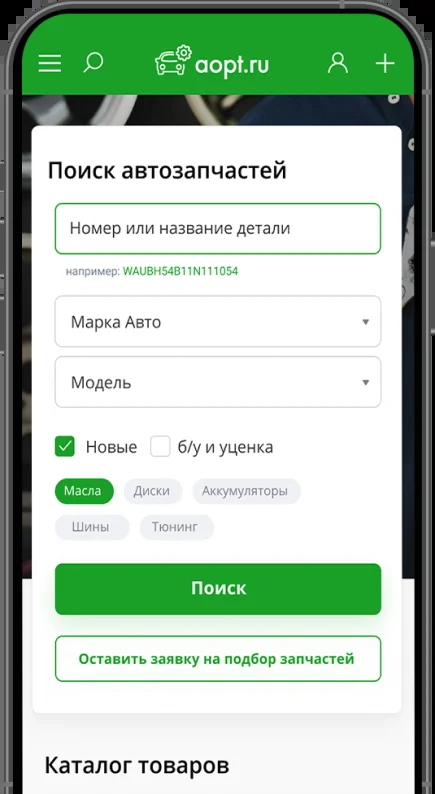 aopt.ru
Поиск автозапчастей
Номер или название детали
например: WAUBH54B11N111054
Марка Авто
Модель
Новые б/у и уценка
Масла Диски Аккумуляторы
Шины Тюнинг
Поиск
Оставить заявку на подбор запчастей
Каталог товаров